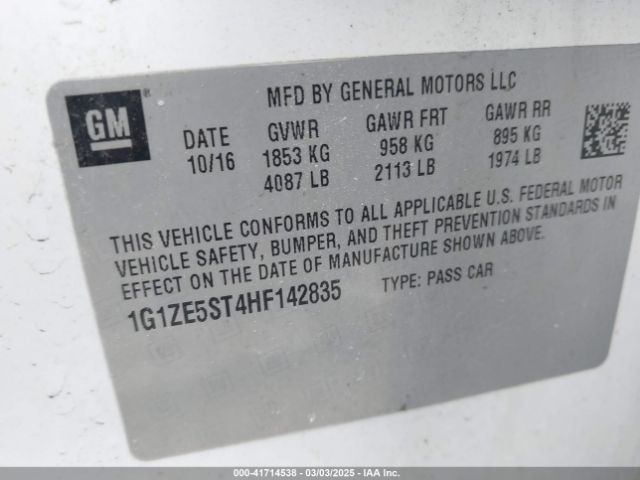 GM ®
MFD BY GENERAL MOTORS LLC
DATE GVWR GAWR FRT GAWR RR
10/16 1853 KG 958 KG 895 KG
4087 LB 2113 LB 1974 LB
THIS VEHICLE CONFORMS TO ALL APPLICABLE U.S. FEDERAL MOTOR
VEHICLE SAFETY, BUMPER, AND THEFT PREVENTION STANDARDS IN
EFFECT ON THE DATE OF MANUFACTURE SHOWN ABOVE.
1G1ZE5ST4HF142835 TYPE: PASS CAR
©-41714538 - 03/03/2025 - IAA Inc.